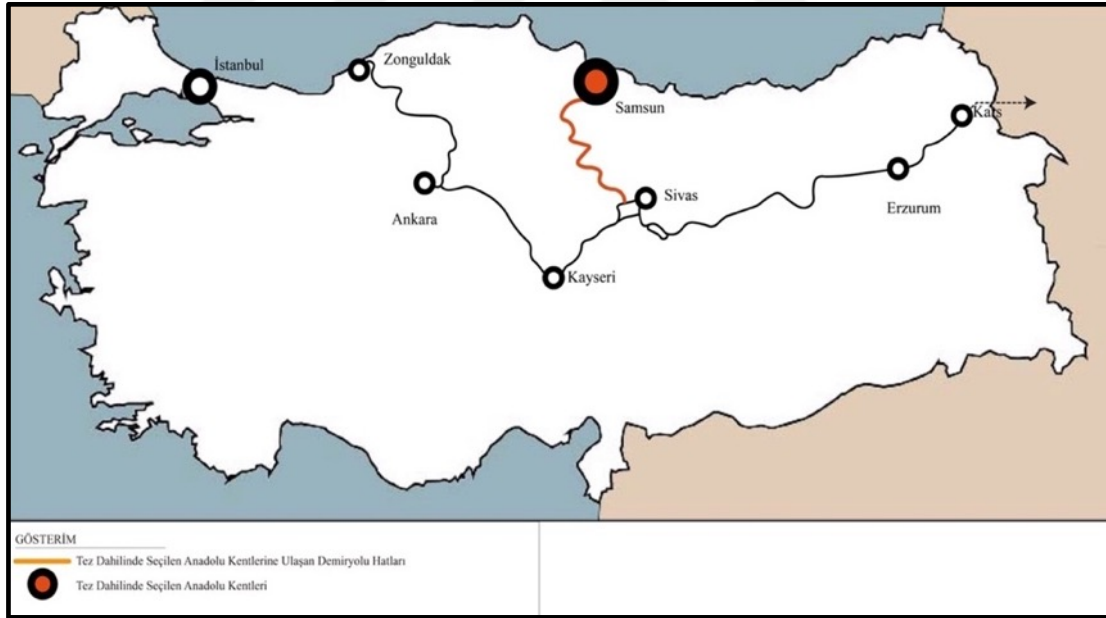 Zonguldak
İstanbul
Samsun
Kars
Sivas
Ankara
Erzurum
Kayseri
GÖSTERİM
Tez Dahilinde Seçilen Anadolu Kentlerine Ulaşan Demiryolu Hatları
Tez Dahilinde Seçilen Anadolu Kentleri